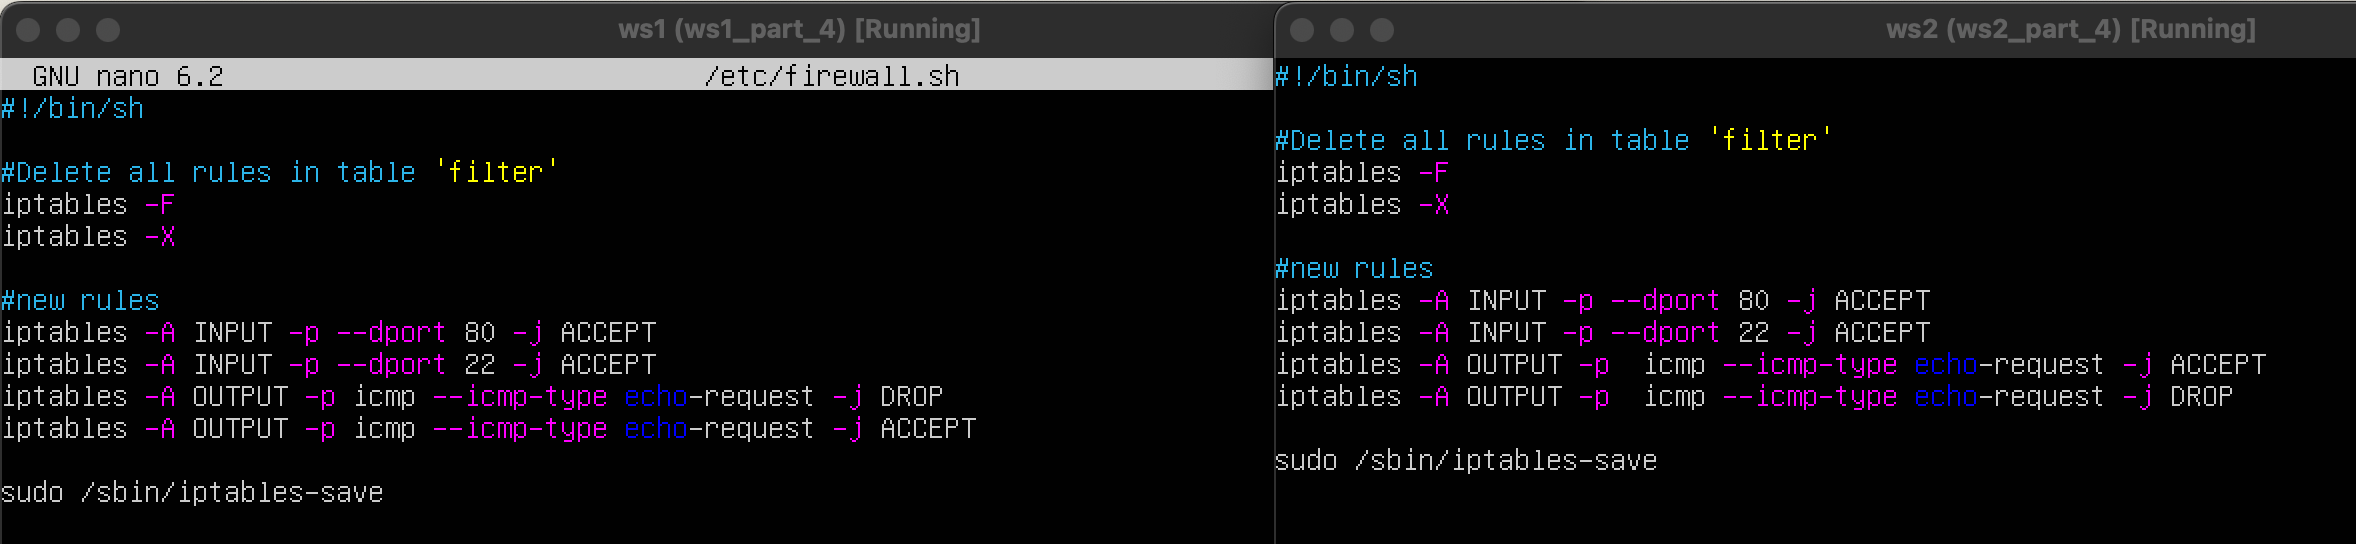 ws1 (ws1_part_4) [Running]
GNU nano 6.2 /etc/firewall.sh
#!/bin/sh
#Delete all rules in table 'filter'
iptables -F
iptables -X
#new rules
iptables -A INPUT -p --dport 80 -j ACCEPT
iptables -A INPUT -p --dport 22 -j ACCEPT
iptables -A OUTPUT -p icmp --icmp-type echo-request -j DROP
iptables -A OUTPUT -p icmp --icmp-type echo-request -j ACCEPT
sudo /sbin/iptables-save
ws2 (ws2_part_4) [Running]
#!/bin/sh
#Delete all rules in table 'filter'
iptables -F
iptables -X
#new rules
iptables -A INPUT -p --dport 80 -j ACCEPT
iptables -A INPUT -p --dport 22 -j ACCEPT
iptables -A OUTPUT -p  icmp --icmp-type echo-request -j ACCEPT
iptables -A OUTPUT -p  icmp --icmp-type echo-request -j DROP
sudo /sbin/iptables-save